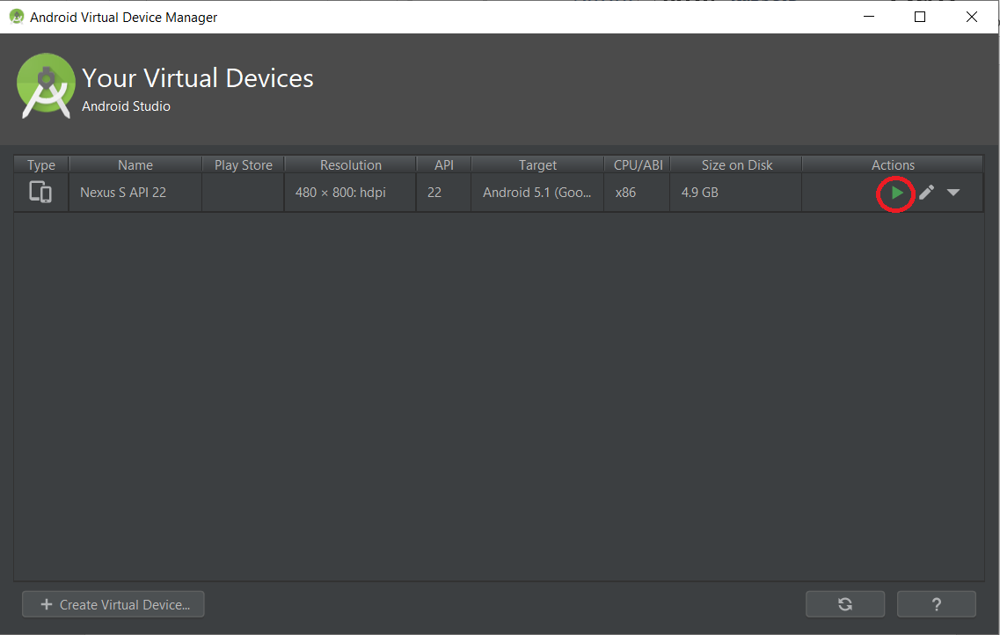 Android Virtual Device Manager
Your Virtual Devices
Android Studio
Type Name Play Store Resolution API Target CPU/ABI Size on Disk Actions
Nexus S API 22 480 × 800: hdpi 22 Android 5.1 (Goo... x86 4.9 GB
+ Create Virtual Device... ?